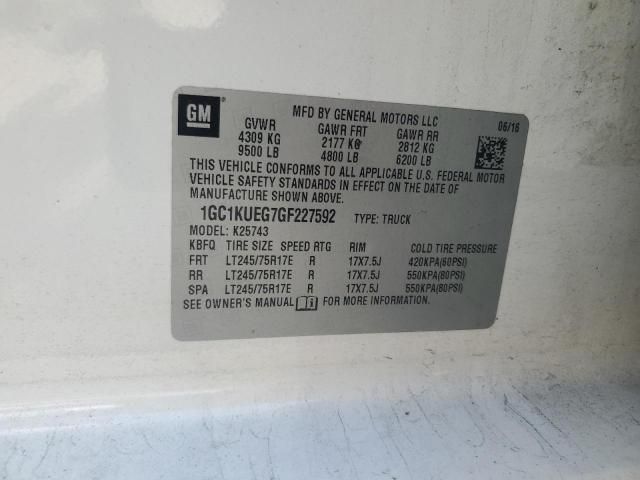 GM
MFD BY GENERAL MOTORS LLC 06/16
GVWR GAWR FRT GAWR RR
4309 KG 2177 KG 2812 KG
9500 LB 4800 LB 6200 LB
THIS VEHICLE CONFORMS TO ALL APPLICABLE U.S. FEDERAL MOTOR
VEHICLE SAFETY STANDARDS IN EFFECT ON THE DATE OF
MANUFACTURE SHOWN ABOVE.
1GC1KUEG7GF227592 TYPE: TRUCK
MODEL: K25743
KBFQ TIRE SIZE SPEED RTG RIM COLD TIRE PRESSURE
FRT LT245/75R17E R 17X7.5J 420KPA(60PSI)
RR LT245/75R17E R 17X7.5J 550KPA(80PSI)
SPA LT245/75R17E R 17X7.5J 550KPA(80PSI)
SEE OWNER'S MANUAL FOR MORE INFORMATION.